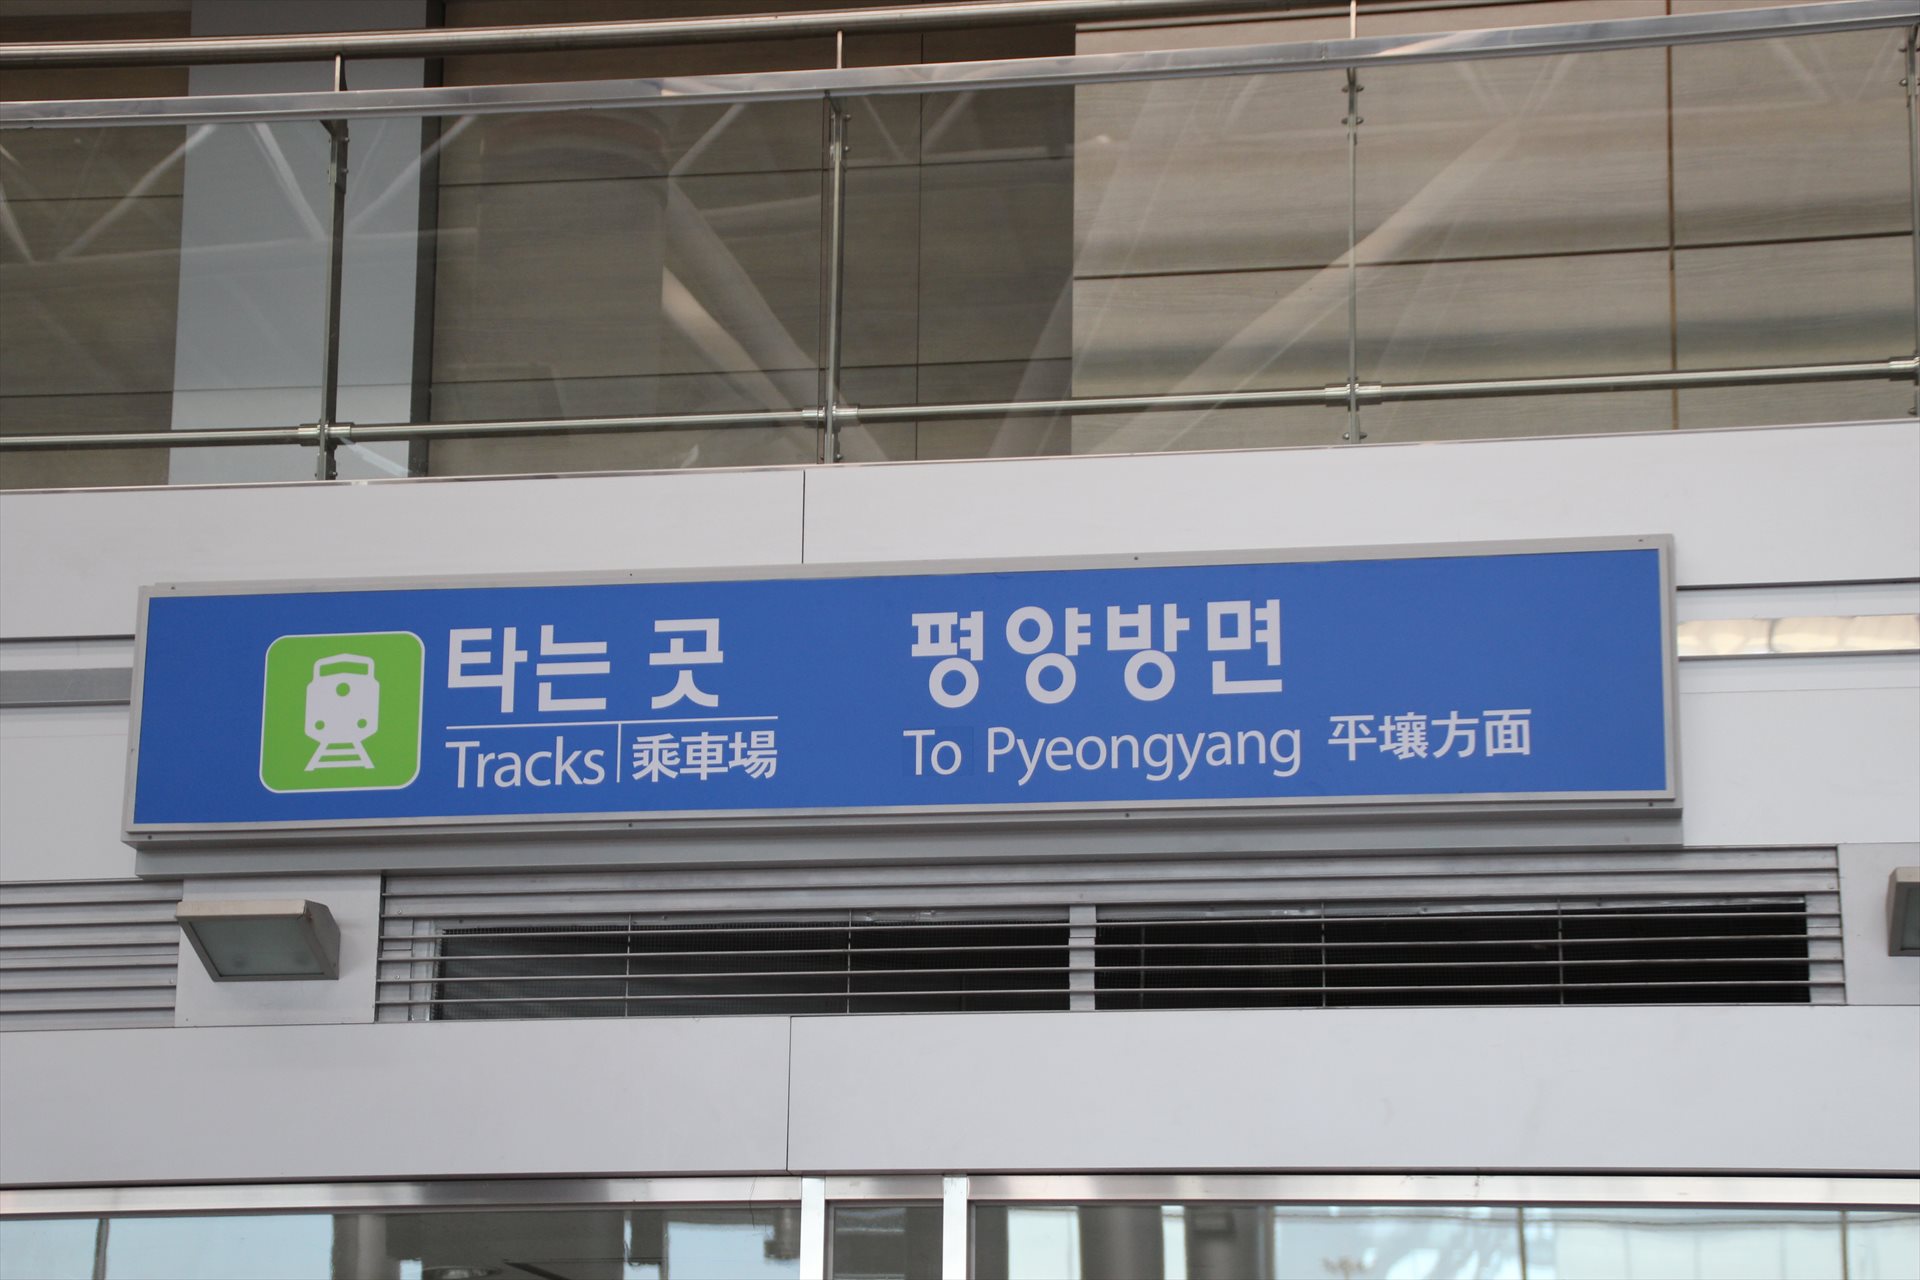 타는 곳
Tracks 乘車場
평양방면
To Pyeongyang 平壤方面